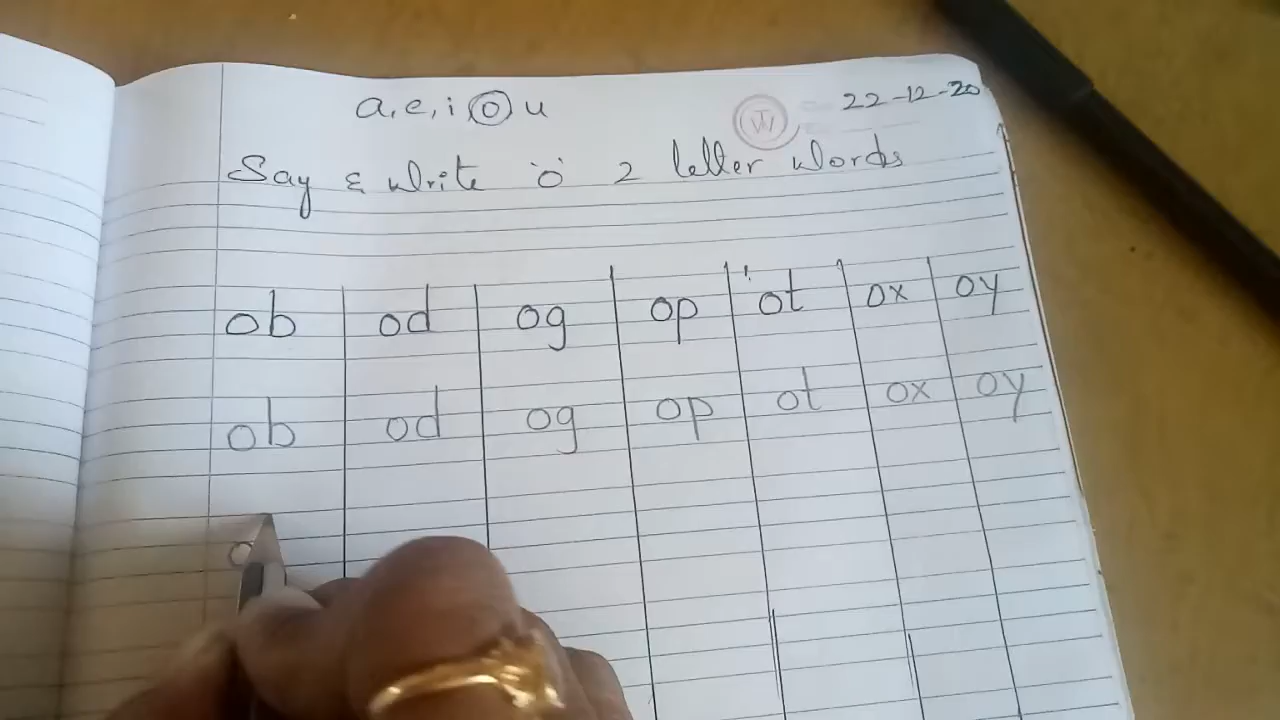 a, e, i o u
22-12-20
Say & Write 'o' 2 letter words
ob od og op ot ox oy
ob od og op ot ox oy
o